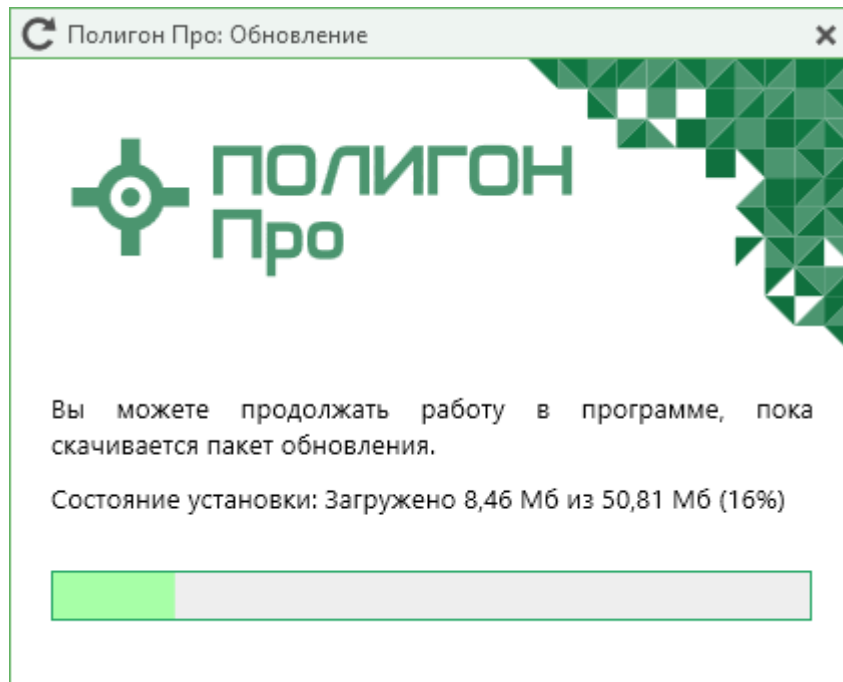 Полигон Про: Обновление
ПОЛИГОН
Про
Вы можете продолжать работу в программе, пока
скачивается пакет обновления.
Состояние установки: Загружено 8,46 Мб из 50,81 Мб (16%)